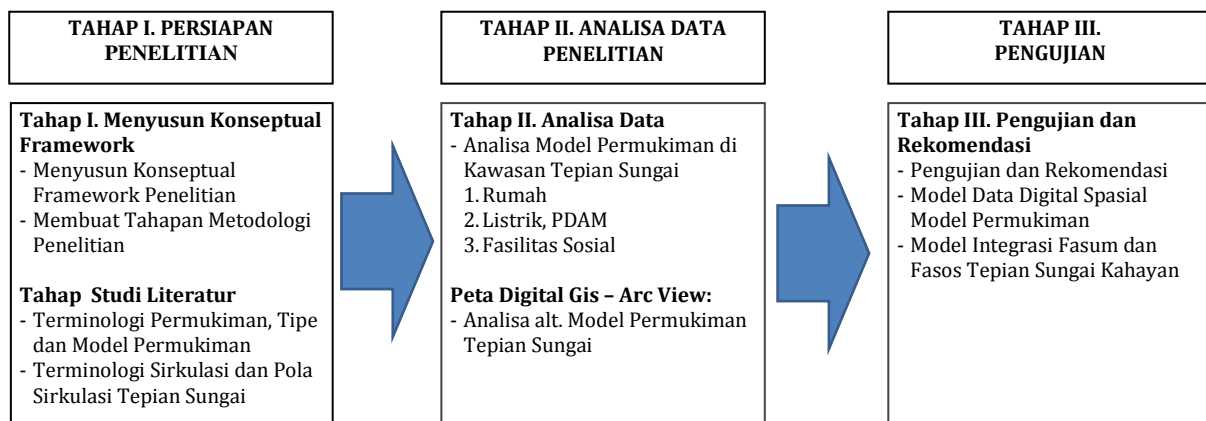 TAHAP I. PERSIAPAN
PENELITIAN
Tahap I. Menyusun Konseptual
Framework
- Menyusun Konseptual
Framework Penelitian
- Membuat Tahapan Metodologi
Penelitian
Tahap Studi Literatur
- Terminologi Permukiman, Tipe
dan Model Permukiman
- Terminologi Sirkulasi dan Pola
Sirkulasi Tepian Sungai
TAHAP II. ANALISA DATA
PENELITIAN
Tahap II. Analisa Data
- Analisa Model Permukiman di
Kawasan Tepian Sungai
1. Rumah
2. Listrik, PDAM
3. Fasilitas Sosial
Peta Digital Gis – Arc View:
- Analisa alt. Model Permukiman
Tepian Sungai
TAHAP III.
PENGUJIAN
Tahap III. Pengujian dan
Rekomendasi
- Pengujian dan Rekomendasi
- Model Data Digital Spasial
Model Permukiman
- Model Integrasi Fasum dan
Fasos Tepian Sungai Kahayan